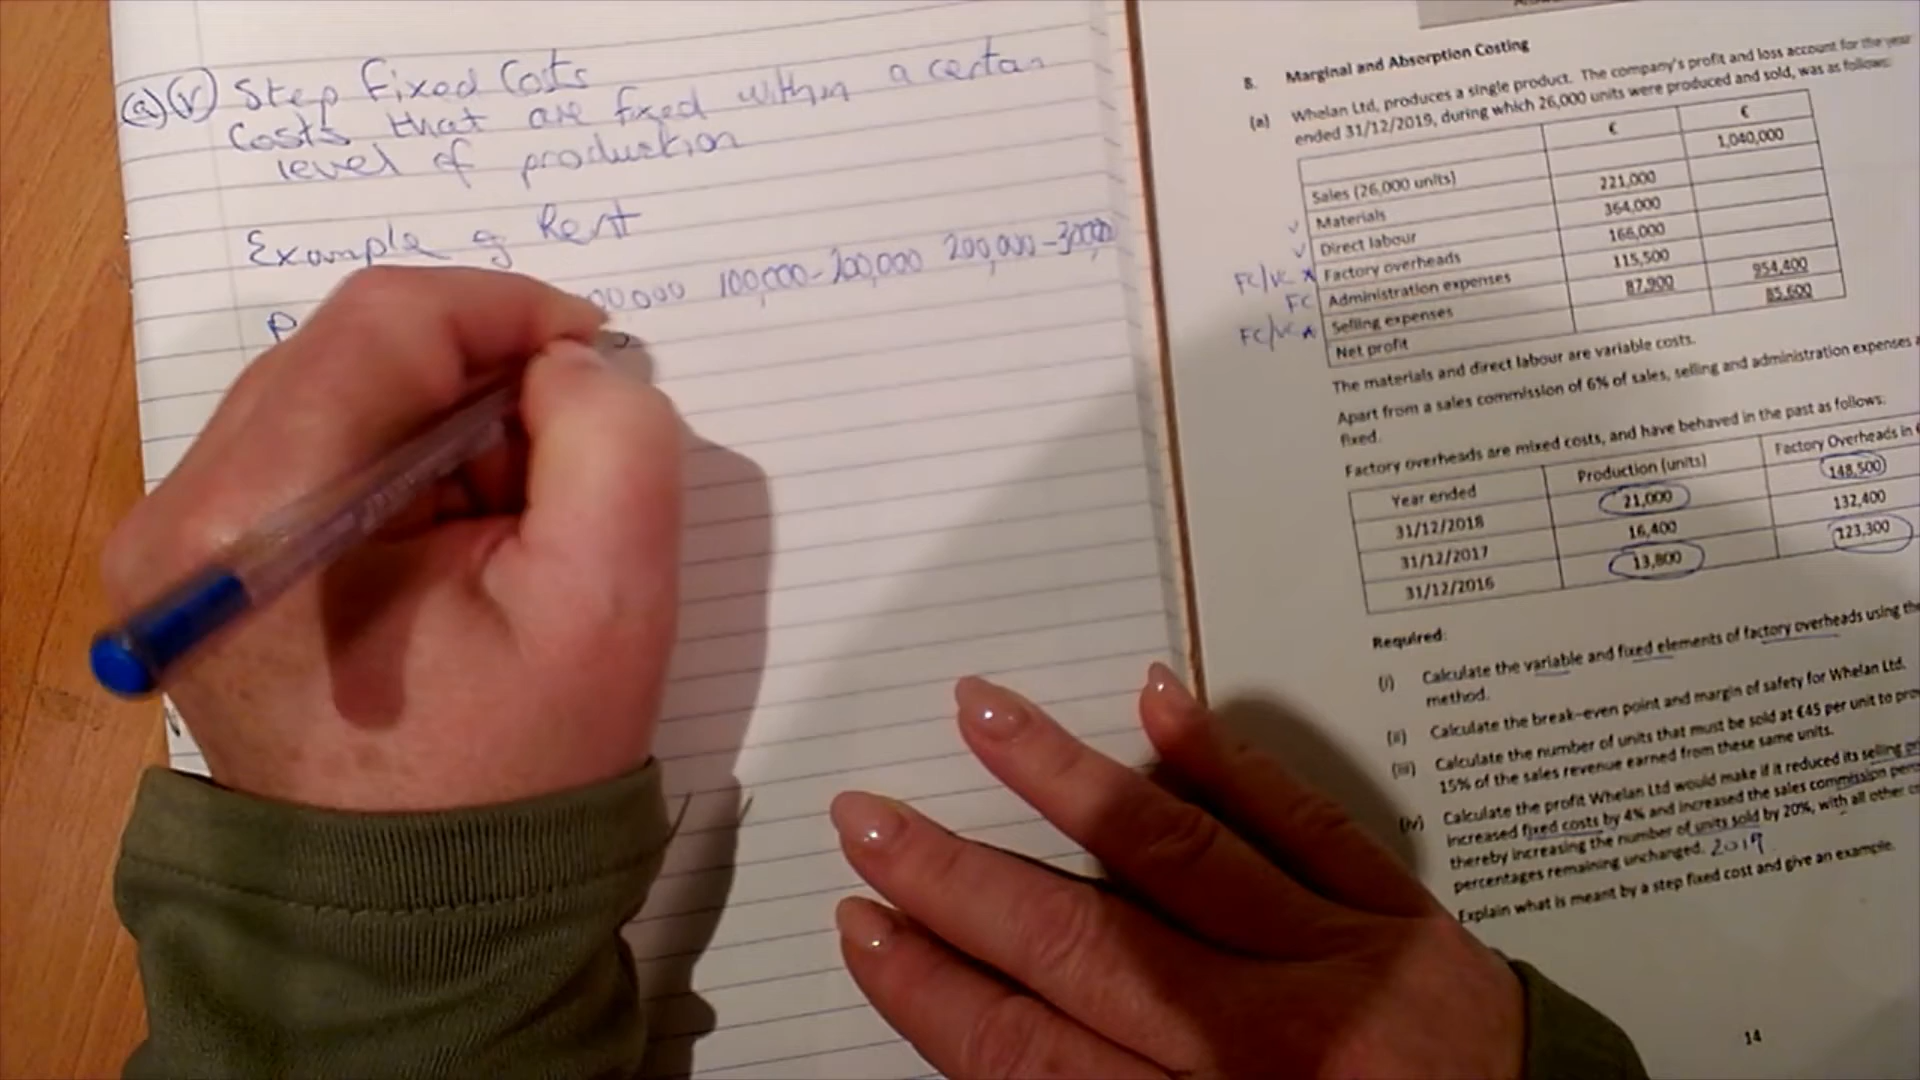 (a) (v) Step Fixed Costs
Costs that are fixed within a certain
level of production
Example g Rent
00,000 100,000-200,000 200,000-300,000
8. Marginal and Absorption Costing
(a) Whelan Ltd, produces a single product. The company's profit and loss account for the year
ended 31/12/2019, during which 26,000 units were produced and sold, was as follows:
€ €
Sales (26,000 units) 1,040,000
Materials 221,000
Direct labour 364,000
FC/VC Factory overheads 166,000
FC Administration expenses 115,500
FC/VC Selling expenses 87,900 954,400
Net profit 85,600
The materials and direct labour are variable costs.
Apart from a sales commission of 6% of sales, selling and administration expenses
fixed.
Factory overheads are mixed costs, and have behaved in the past as follows:
Year ended Production (units) Factory Overheads in
31/12/2018 21,000 148,500
31/12/2017 16,400 132,400
31/12/2016 13,800 123,300
Required:
(i) Calculate the variable and fixed elements of factory overheads using the
method.
(ii) Calculate the break-even point and margin of safety for Whelan Ltd.
(iii) Calculate the number of units that must be sold at €45 per unit to
15% of the sales revenue earned from these same units.
(iv) Calculate the profit Whelan Ltd would make if it reduced its selling
increased fixed costs by 4% and increased the sales commission
thereby increasing the number of units sold by 20%, with all other
percentages remaining unchanged. 2019
Explain what is meant by a step fixed cost and give an example.
14